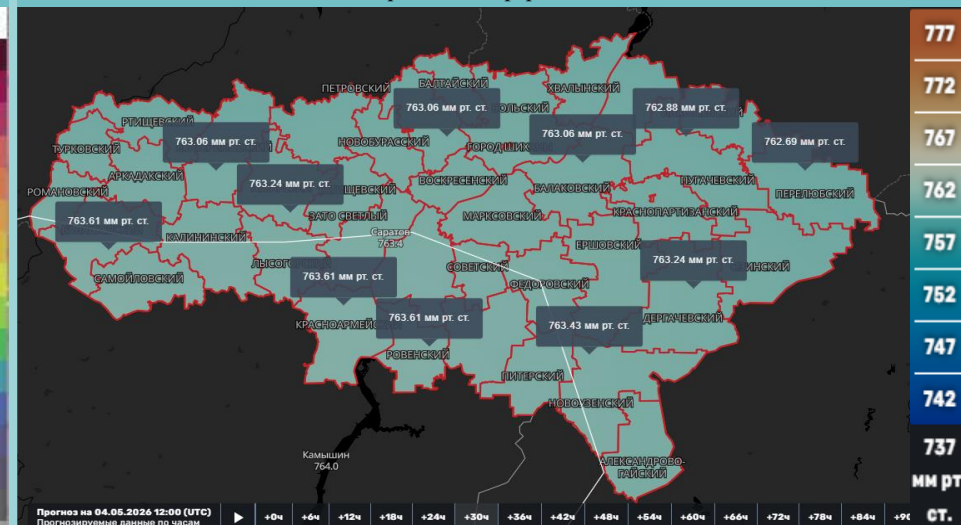 777
772
767
762
757
752
747
742
737
мм рт
ст.
БАЛТАЙСКИЙ
ПЕТРОВСКИЙ
ХВАЛЫНСКИЙ
763.06 мм рт. ст.
762.88 мм рт. ст.
РТИЩЕВСКИЙ
763.06 мм рт. ст.
763.06 мм рт. ст.
762.69 мм рт. ст.
ТУРКОВСКИЙ
НОВОБУРАССКИЙ
АРКАДАКСКИЙ
763.24 мм рт. ст.
ВОСКРЕСЕНСКИЙ
БАЛАКОВСКИЙ
ПУГАЧЕВСКИЙ
РОМАНОВСКИЙ
ПЕРЕЛЮБСКИЙ
763.61 мм рт. ст.
ЗАТО СВЕТЛЫЙ
МАРКСОВСКИЙ
КРАСНОПАРТИЗАНСКИЙ
КАЛИНИНСКИЙ
Саратов
763.4
ЕРШОВСКИЙ
763.24 мм рт. ст.
САМОЙЛОВСКИЙ
763.61 мм рт. ст.
СОВЕТСКИЙ
ФЕДОРОВСКИЙ
763.61 мм рт. ст.
763.43 мм рт. ст.
ДЕРГАЧЕВСКИЙ
РОВЕНСКИЙ
ПИТЕРСКИЙ
НОВОУЗЕНСКИЙ
Камышин
764.0
АЛЕКСАНДРОВО-
ГАЙСКИЙ
Прогноз на 04.05.2026 12:00 (UTC)
Прогнозируемые данные по часам
+0ч +6ч +12ч +18ч +24ч +30ч +36ч +42ч +48ч +54ч +60ч +66ч +72ч +78ч +84ч +90